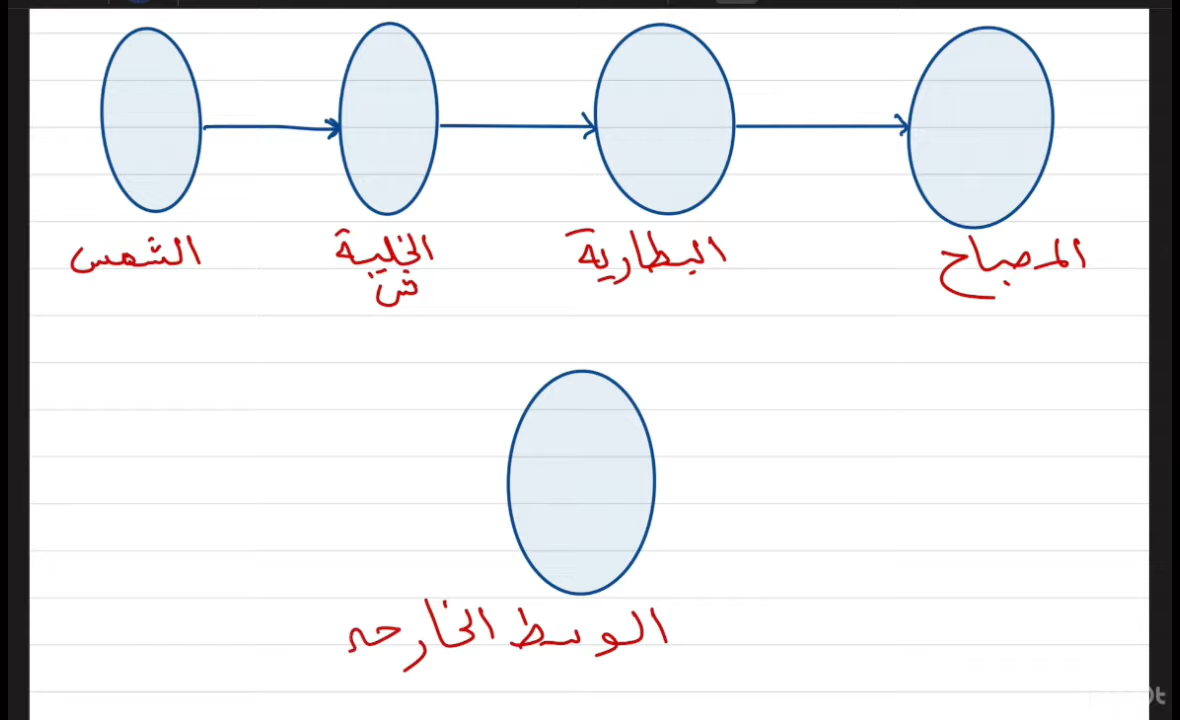 الشمس
الخلية
ش
البطارية
المصباح
الوسط الخارجي